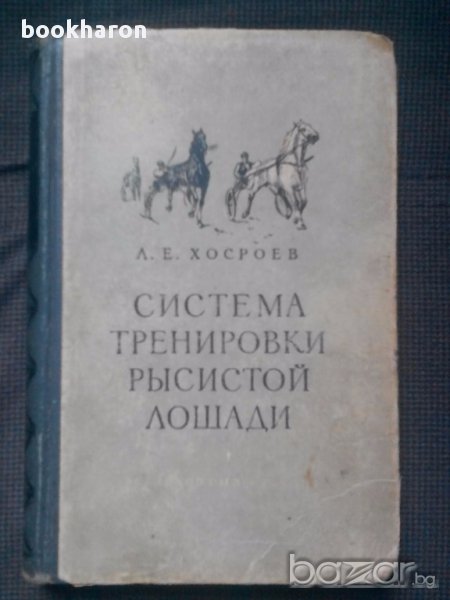 bookharon
Л. Е. ХОСРОЕВ
СИСТЕМА
ТРЕНИРОВКИ
РЫСИСТОЙ
ЛОШАДИ
bazar.bg